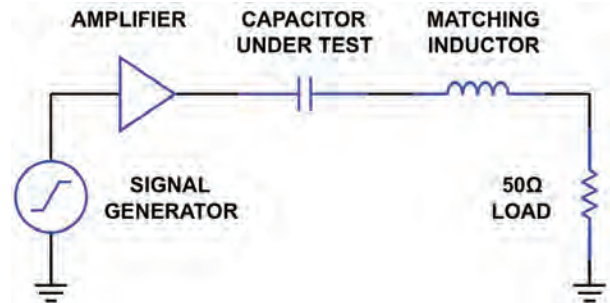 AMPLIFIER
CAPACITOR
UNDER TEST
MATCHING
INDUCTOR
SIGNAL
GENERATOR
50Ω
LOAD